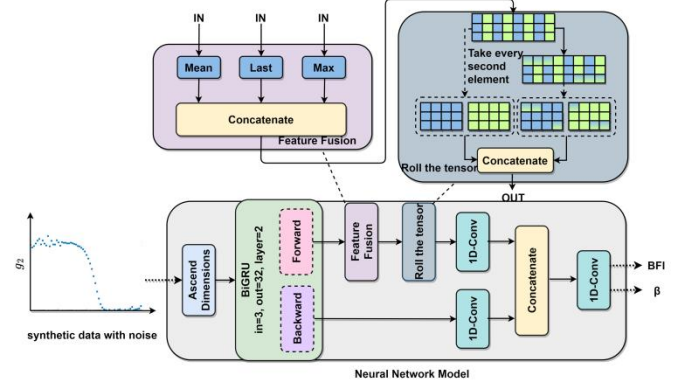 IN
IN
IN
Mean
Last
Max
Concatenate
Feature Fusion
Take every
second
element
Roll the tensor
Concatenate
OUT
g₂
synthetic data with noise
Ascend
Dimensions
BiGRU
in=3, out=32, layer=2
Forward
Backward
Feature
Fusion
Roll the tensor
1D-Conv
1D-Conv
Concatenate
1D-Conv
BFI
β
Neural Network Model